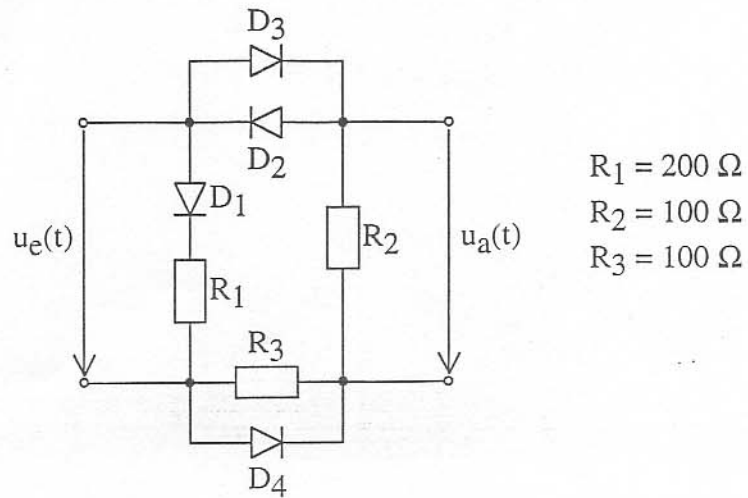 D3
D2
D1
ue(t)
R2
ua(t)
R1
R3
D4
R1 = 200 Ω
R2 = 100 Ω
R3 = 100 Ω